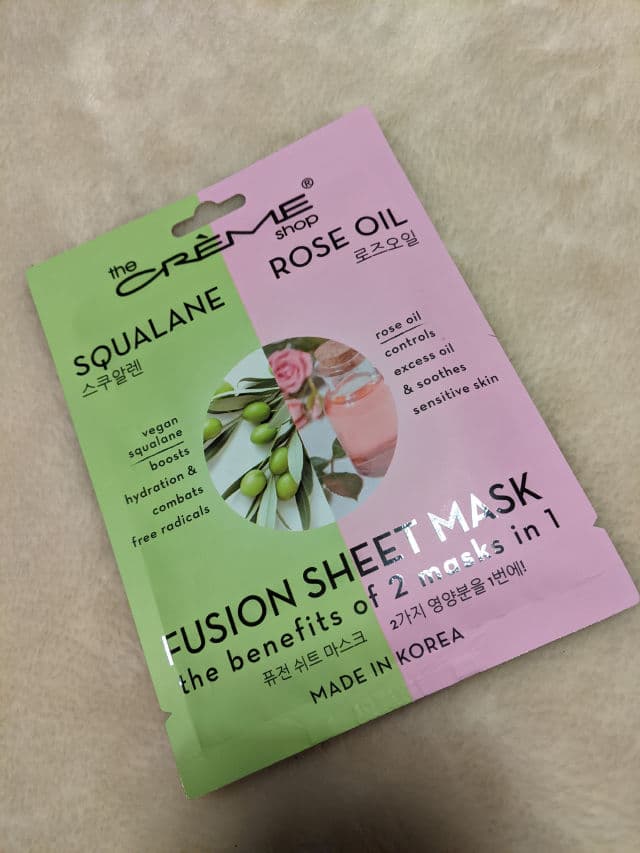 the CRÈME® shop
SQUALANE
스쿠알렌
ROSE OIL
로즈오일
vegan
squalane
boosts
hydration &
combats
free radicals
rose oil
controls
excess oil
& soothes
sensitive skin
FUSION SHEET MASK
the benefits of 2 masks in 1
퓨전 쉬트 마스크 2가지 영양분을 1번에!
MADE IN KOREA